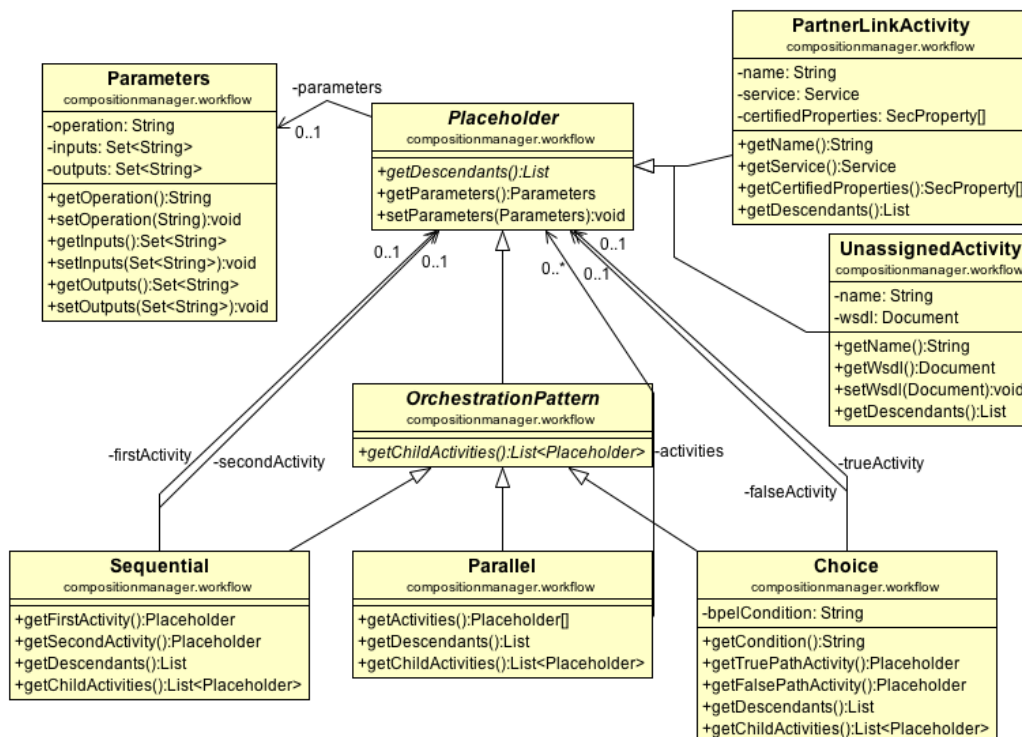 PartnerLinkActivity
compositionmanager.workflow
-name: String
-service: Service
-certifiedProperties: SecProperty[]
+getName():String
+getService():Service
+getCertifiedProperties():SecProperty[]
+getDescendants():List
Parameters
compositionmanager.workflow
-operation: String
-inputs: Set<String>
-outputs: Set<String>
+getOperation():String
+setOperation(String):void
+getInputs():Set<String>
+setInputs(Set<String>):void
+getOutputs():Set<String>
+setOutputs(Set<String>):void
-parameters
0..1
Placeholder
compositionmanager.workflow
+getDescendants():List
+getParameters():Parameters
+setParameters(Parameters):void
UnassignedActivity
compositionmanager.workflow
-name: String
-wsdl: Document
+getName():String
+getWsdl():Document
+setWsdl(Document):void
+getDescendants():List
0..1
0..1
0..*
0..1
0..1
OrchestrationPattern
compositionmanager.workflow
+getChildActivities():List<Placeholder>
-firstActivity
-secondActivity
-activities
-trueActivity
-falseActivity
Sequential
compositionmanager.workflow
+getFirstActivity():Placeholder
+getSecondActivity():Placeholder
+getDescendants():List
+getChildActivities():List<Placeholder>
Parallel
compositionmanager.workflow
+getActivities():Placeholder[]
+getDescendants():List
+getChildActivities():List<Placeholder>
Choice
compositionmanager.workflow
-bpelCondition: String
+getCondition():String
+getTruePathActivity():Placeholder
+getFalsePathActivity():Placeholder
+getDescendants():List
+getChildActivities():List<Placeholder>